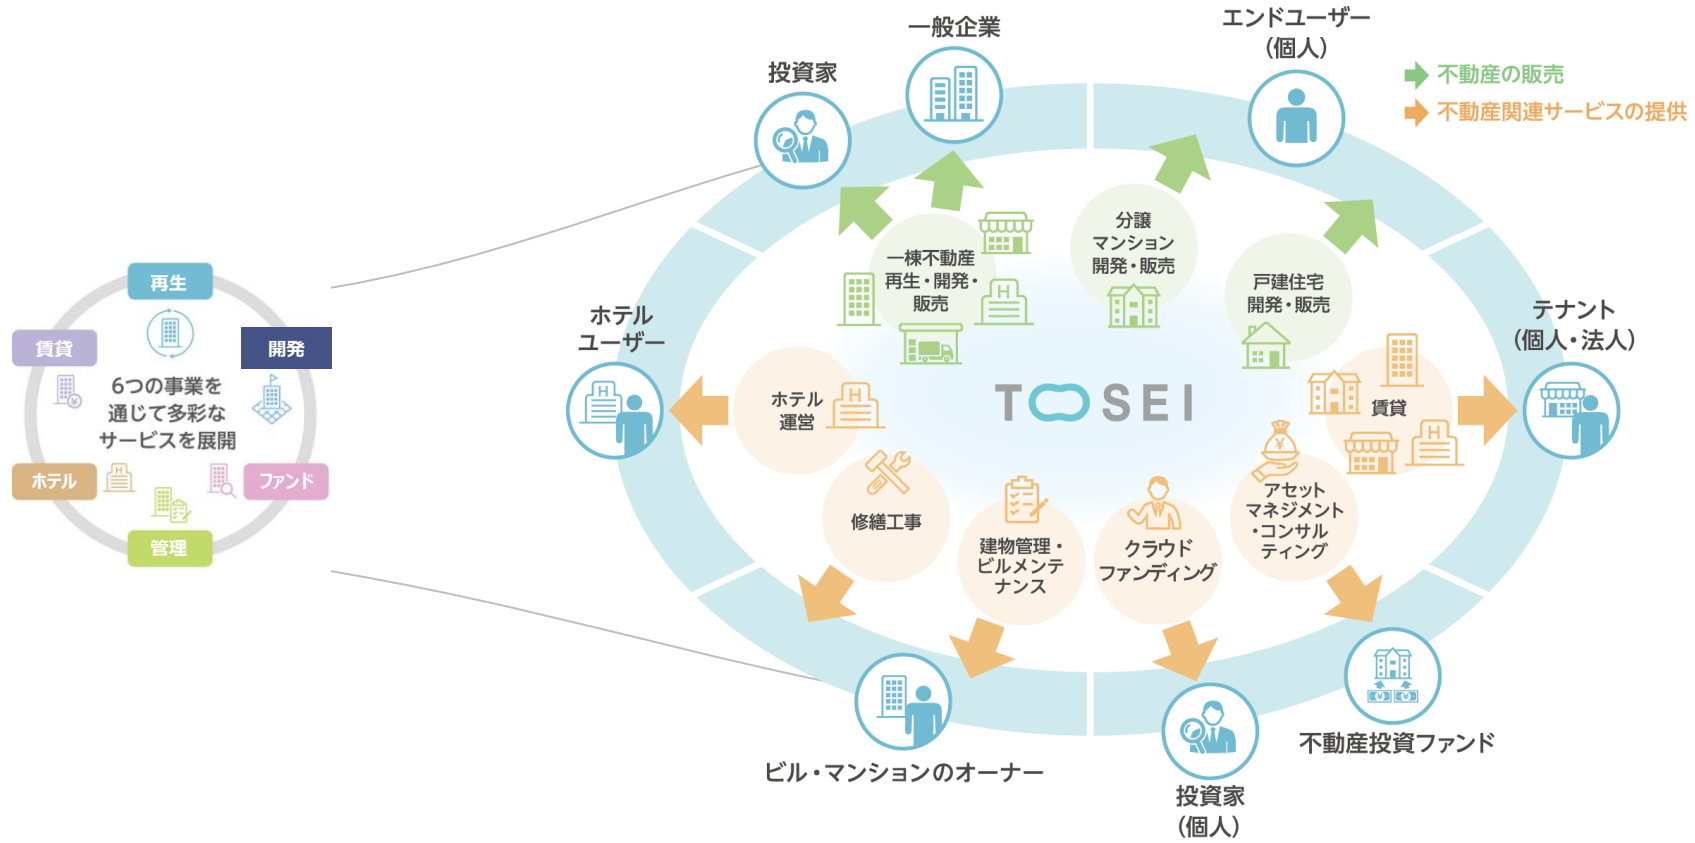 再生
賃貸
開発
6つの事業を
通じて多彩な
サービスを展開
ホテル
ファンド
管理
一般企業
投資家
エンドユーザー
（個人）
不動産の販売
不動産関連サービスの提供
ホテル
ユーザー
テナント
（個人・法人）
一棟不動産
再生・開発・
販売
分譲
マンション
開発・販売
戸建住宅
開発・販売
TOSEI
ホテル
運営
賃貸
修繕工事
建物管理・
ビルメンテ
ナンス
クラウド
ファンディング
アセット
マネジメント
・コンサル
ティング
ビル・マンションのオーナー
投資家
（個人）
不動産投資ファンド
H
H
H
H
H
¥
¥
¥
¥